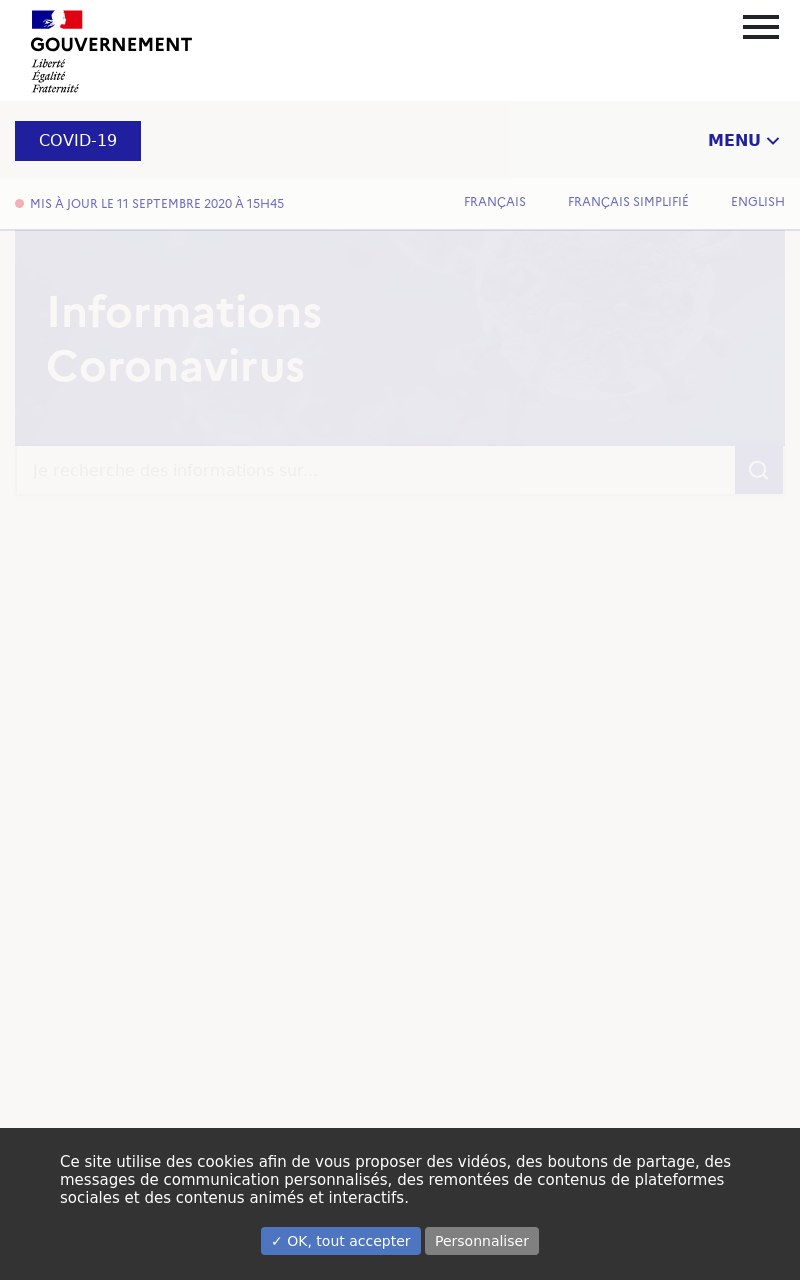 GOUVERNEMENT
Liberté
Égalité
Fraternité
COVID-19
MENU
MIS À JOUR LE 11 SEPTEMBRE 2020 À 15H45
FRANÇAIS
FRANÇAIS SIMPLIFIÉ
ENGLISH
Informations
Coronavirus
Je recherche des informations sur...
Ce site utilise des cookies afin de vous proposer des vidéos, des boutons de partage, des
messages de communication personnalisés, des remontées de contenus de plateformes
sociales et des contenus animés et interactifs.
✓ OK, tout accepter
Personnaliser